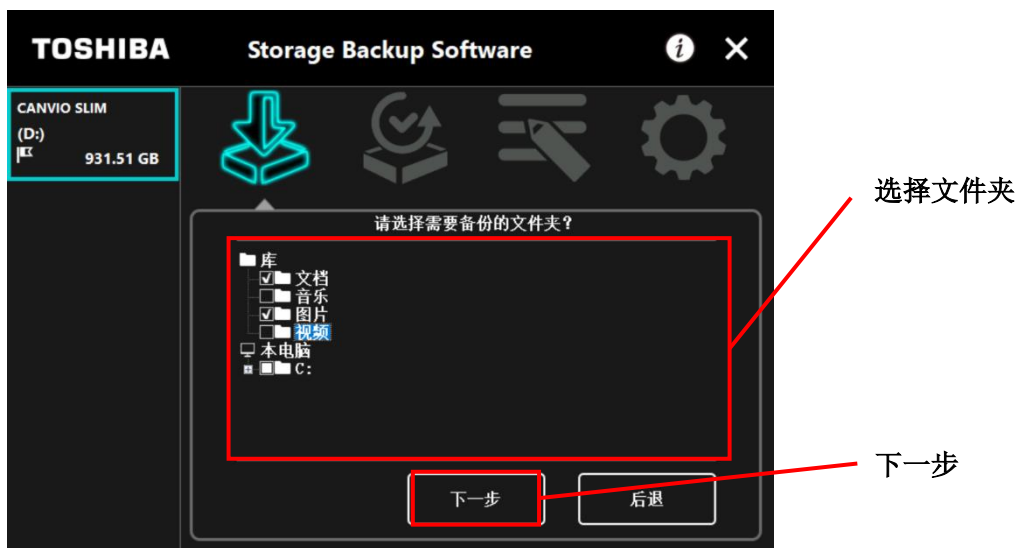 TOSHIBA Storage Backup Software i
CANVIO SLIM
(D:)
931.51 GB
选择文件夹
请选择需要备份的文件夹?
库
文档
音乐
图片
视频
本电脑
C:
下一步
下一步 后退